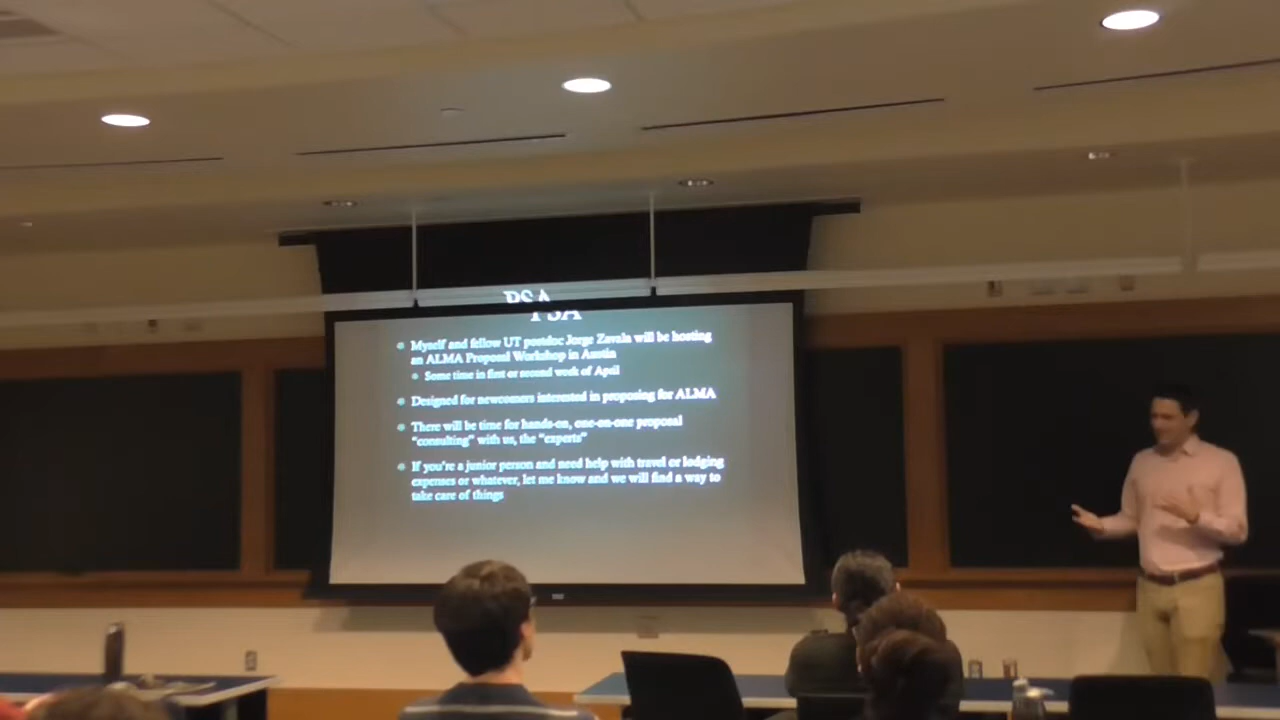 PSA
Myself and fellow UT postdoc Jorge Zavala will be hosting
an ALMA Proposal Workshop in Austin
Some time in first or second week of April
Designed for newcomers interested in proposing for ALMA
There will be time for hands-on, one-on-one proposal
"consulting" with us, the "experts"
If you're a junior person and need help with travel or lodging
expenses or whatever, let me know and we will find a way to
take care of things